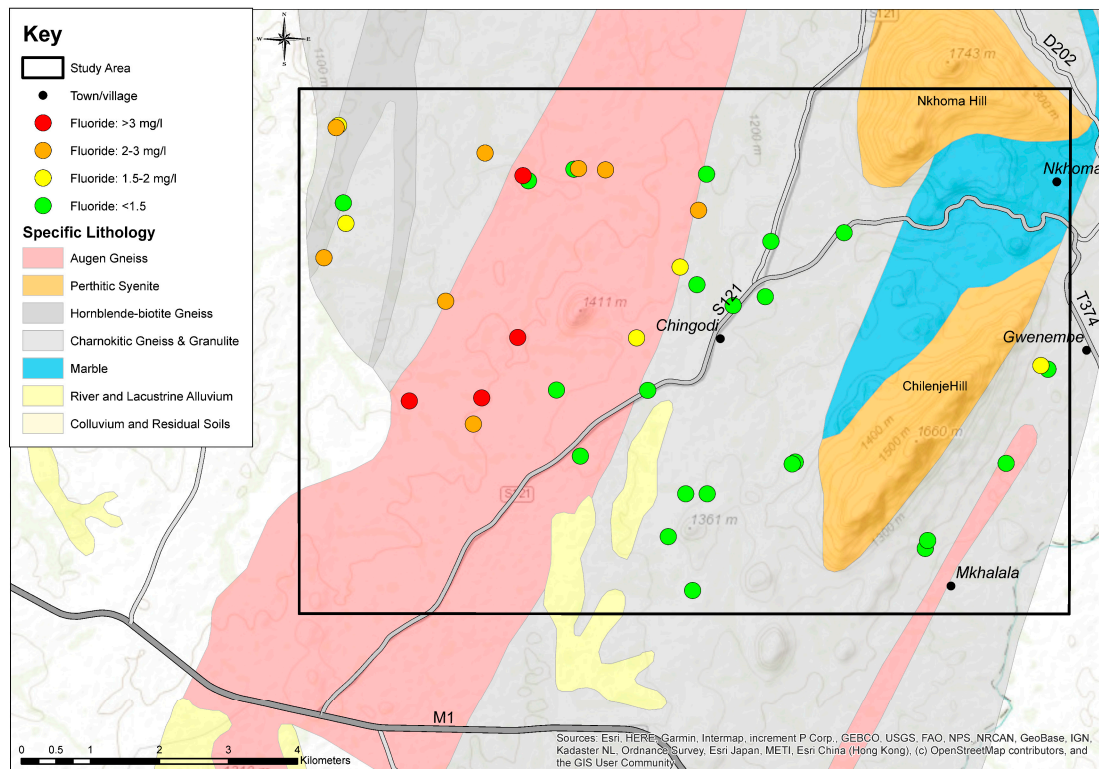 Key
Study Area
Town/village
Fluoride: >3 mg/l
Fluoride: 2-3 mg/l
Fluoride: 1.5-2 mg/l
Fluoride: <1.5
Specific Lithology
Augen Gneiss
Perthitic Syenite
Hornblende-biotite Gneiss
Charnokitic Gneiss & Granulite
Marble
River and Lacustrine Alluvium
Colluvium and Residual Soils
N
W E
S
S121
1743 m
D202
1100 m
1300 m
Nkhoma Hill
1200 m
Nkhoma
1411 m
S121
Chingodi
T374
Gwenembe
ChilenjeHill
1400 m
1660 m
1500 m
S121
1361 m
1300 m
Mkhalala
M1
0 0.5 1 2 3 4
Kilometers
Sources: Esri, HERE, Garmin, Intermap, increment P Corp., GEBCO, USGS, FAO, NPS, NRCAN, GeoBase, IGN,
Kadaster NL, Ordnance Survey, Esri Japan, METI, Esri China (Hong Kong), (c) OpenStreetMap contributors, and
the GIS User Community